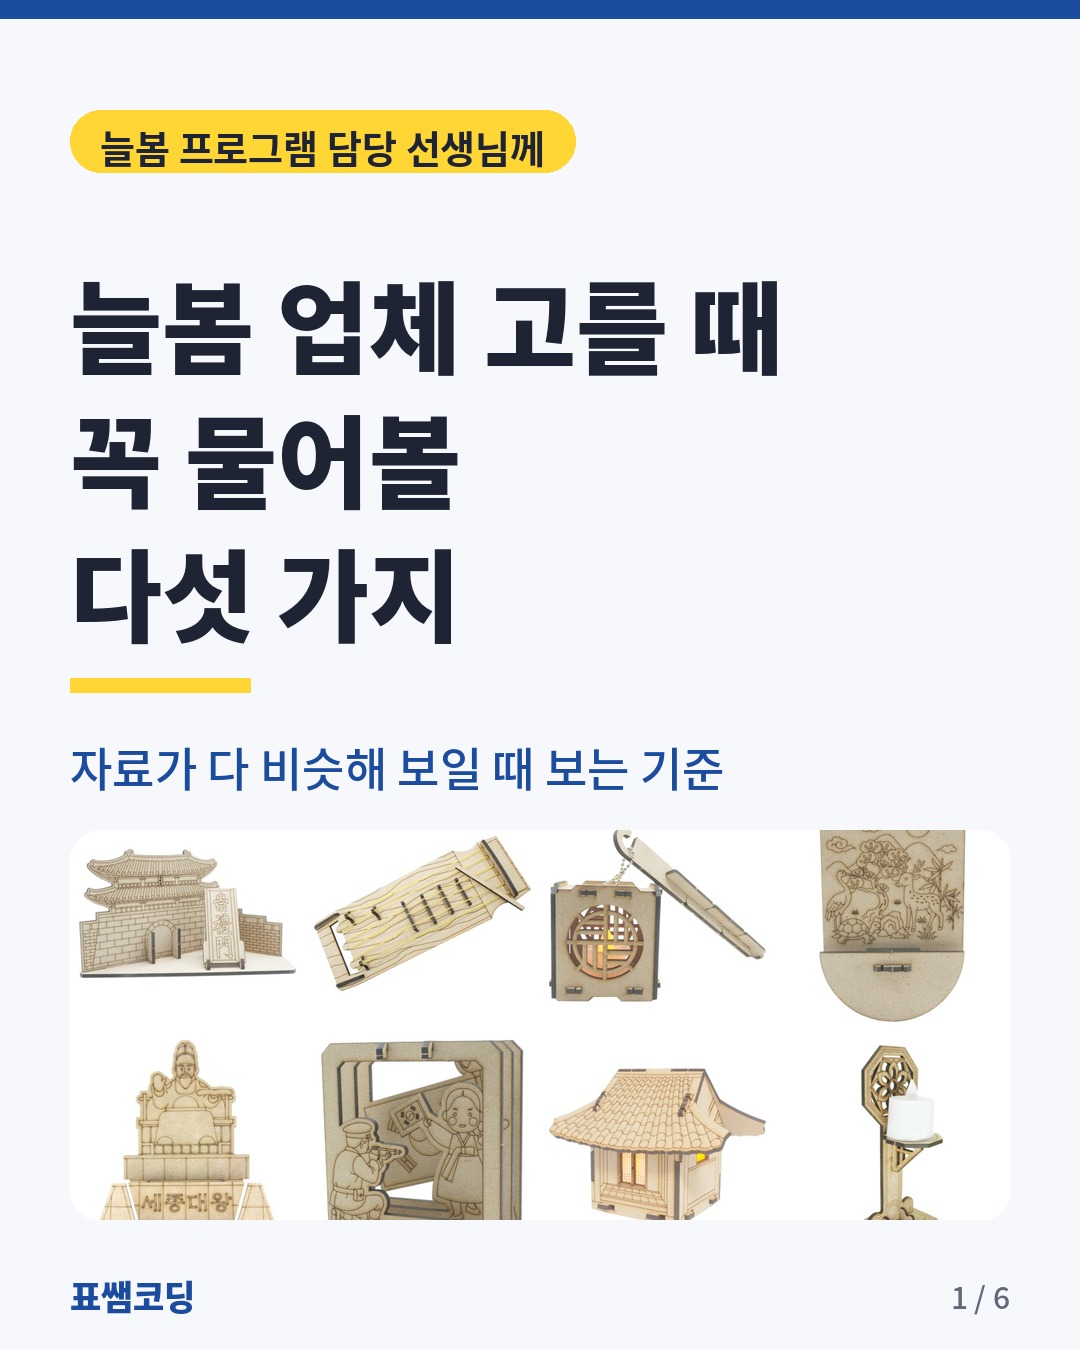 늘봄 프로그램 담당 선생님께
늘봄 업체 고를 때
꼭 물어볼
다섯 가지
자료가 다 비슷해 보일 때 보는 기준
세종대왕
표쌤코딩
1 / 6